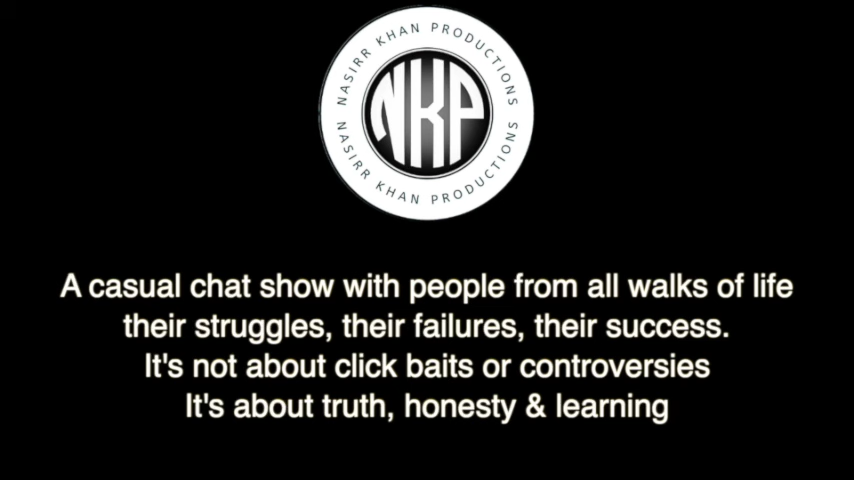 NASIRR KHAN PRODUCTIONS
NKP
NASIRR KHAN PRODUCTIONS
A casual chat show with people from all walks of life
their struggles, their failures, their success.
It's not about click baits or controversies
It's about truth, honesty & learning